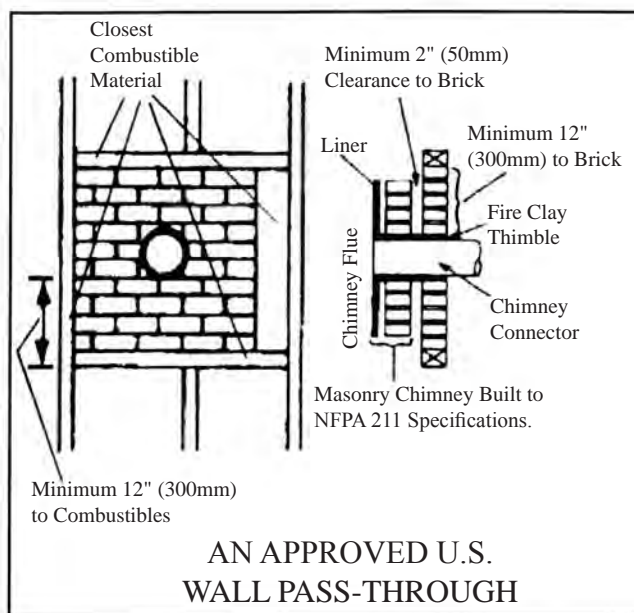 Closest
Combustible
Material
Minimum 2" (50mm)
Clearance to Brick
Liner
Minimum 12"
(300mm) to Brick
Fire Clay
Thimble
Chimney Flue
Chimney
Connector
Masonry Chimney Built to
NFPA 211 Specifications.
Minimum 12" (300mm)
to Combustibles
AN APPROVED U.S.
WALL PASS-THROUGH